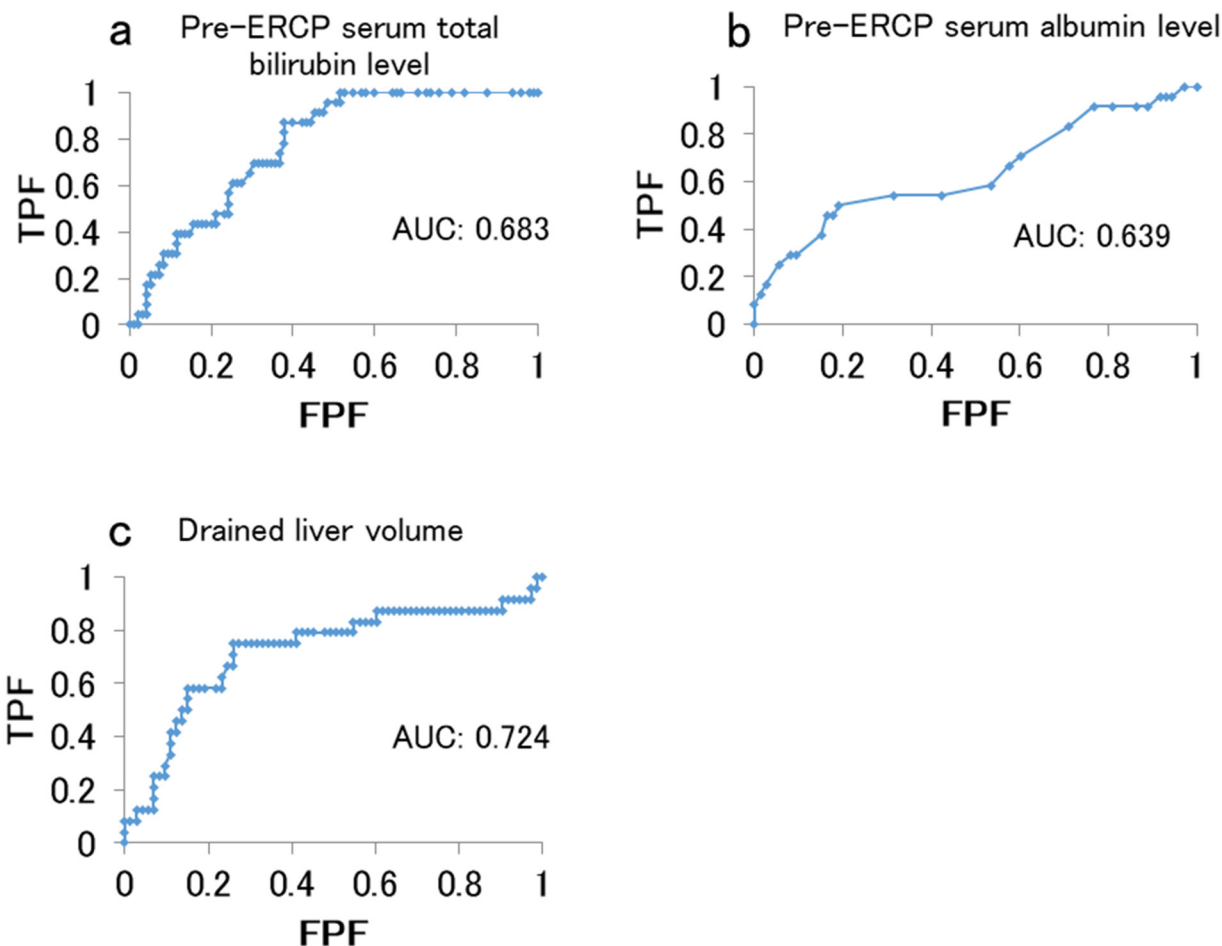 a Pre-ERCP serum total
bilirubin level
1
0.8
0.6
0.4
0.2
0
TPF
AUC: 0.683
0 0.2 0.4 0.6 0.8 1
FPF
b Pre-ERCP serum albumin level
1
0.8
0.6
0.4
0.2
0
TPF
AUC: 0.639
0 0.2 0.4 0.6 0.8 1
FPF
c Drained liver volume
1
0.8
0.6
0.4
0.2
0
TPF
AUC: 0.724
0 0.2 0.4 0.6 0.8 1
FPF